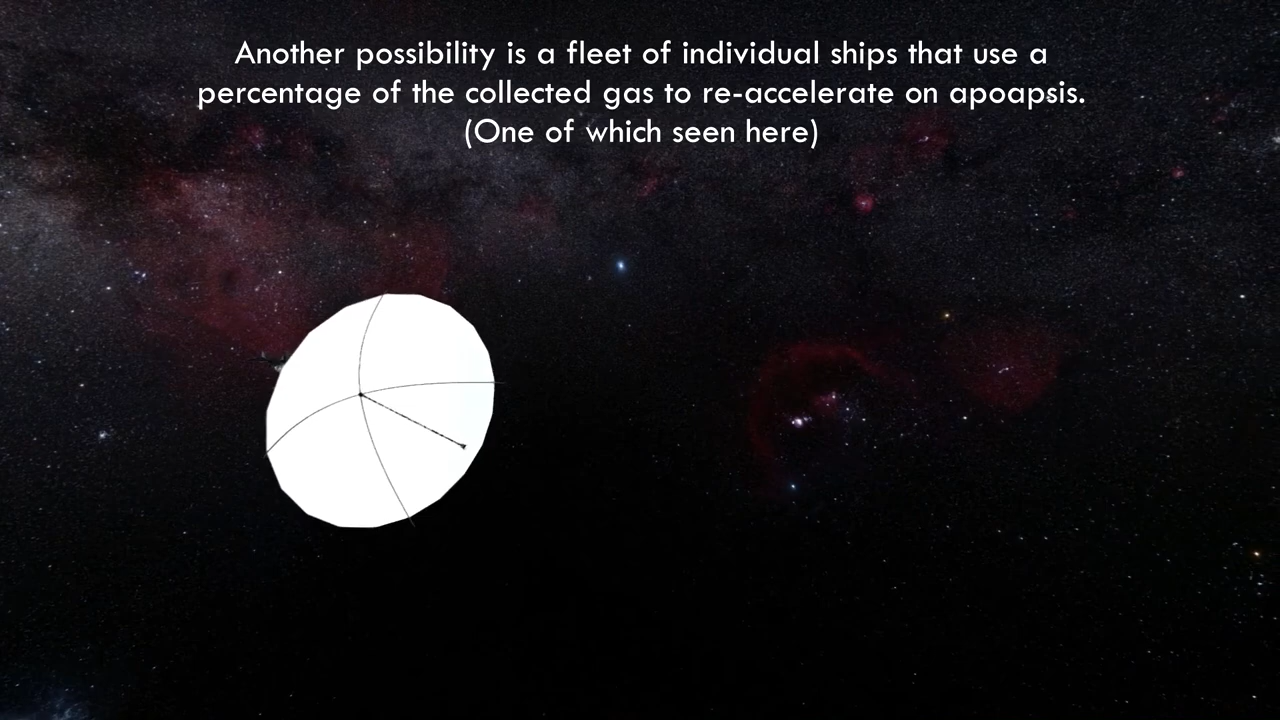 Another possibility is a fleet of individual ships that use a
percentage of the collected gas to re-accelerate on apoapsis.
(One of which seen here)